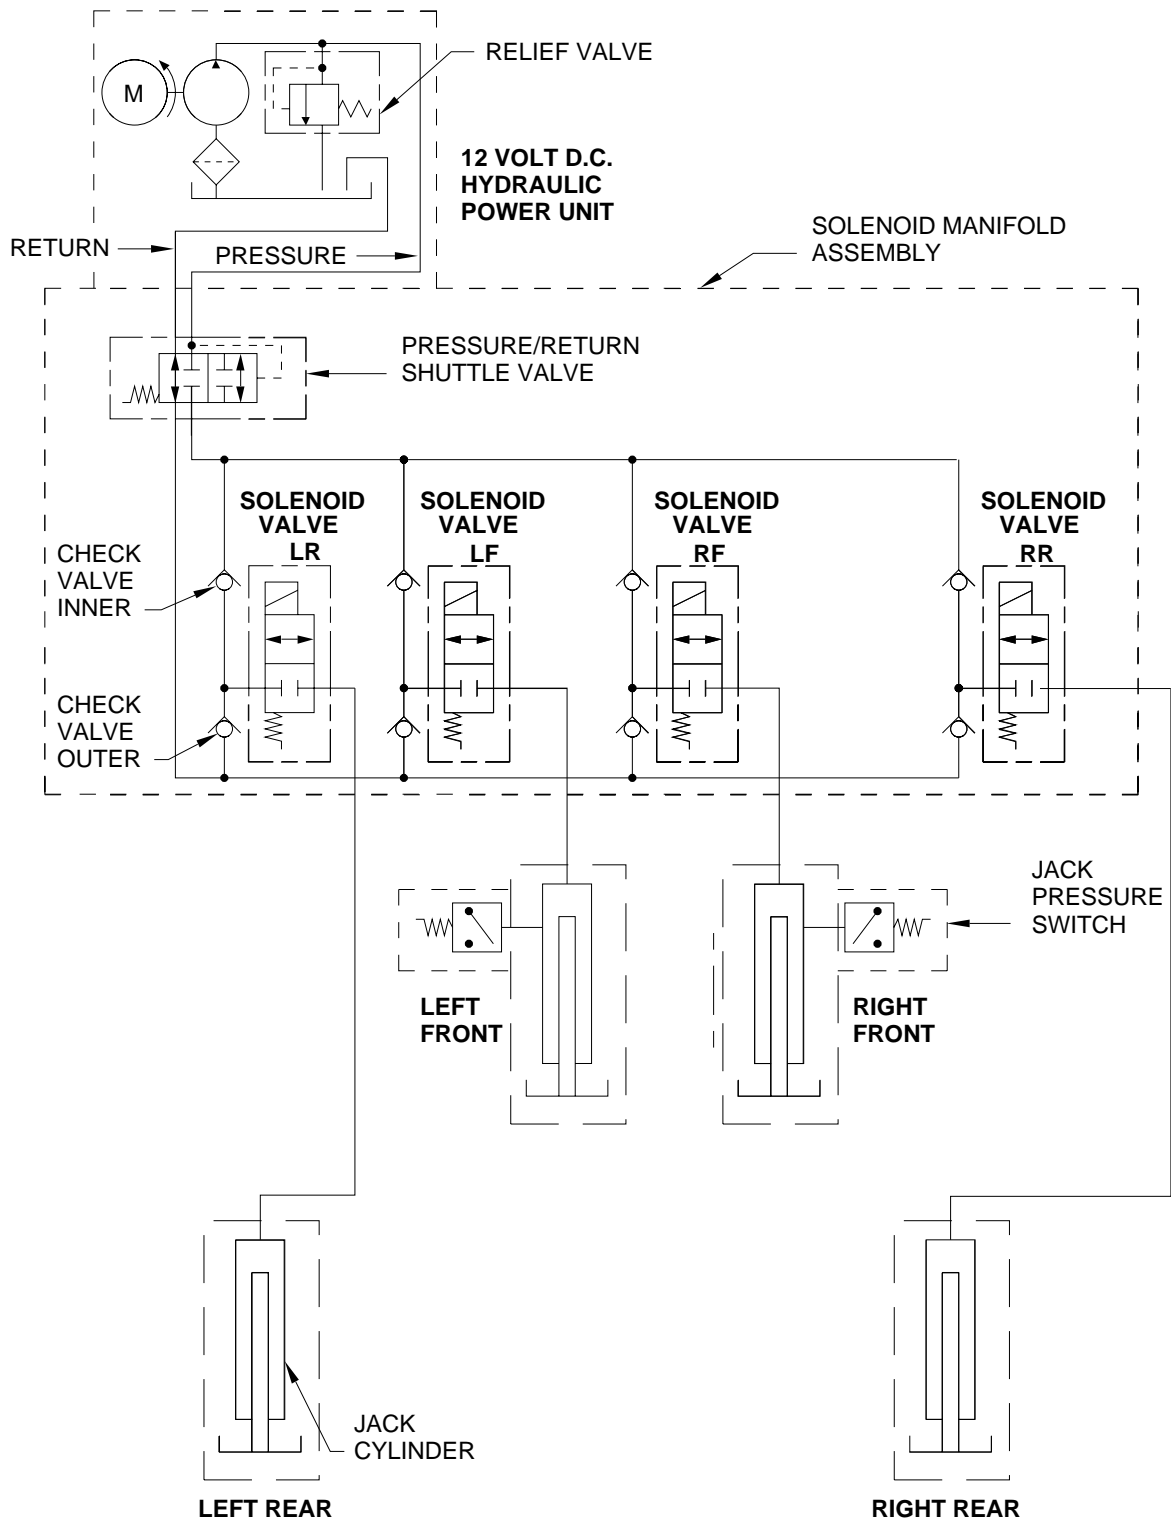 RELIEF VALVE
M
12 VOLT D.C.
HYDRAULIC
POWER UNIT
RETURN
PRESSURE
SOLENOID MANIFOLD
ASSEMBLY
PRESSURE/RETURN
SHUTTLE VALVE
SOLENOID
VALVE
LR
SOLENOID
VALVE
LF
SOLENOID
VALVE
RF
SOLENOID
VALVE
RR
CHECK
VALVE
INNER
CHECK
VALVE
OUTER
JACK
PRESSURE
SWITCH
LEFT
FRONT
RIGHT
FRONT
JACK
CYLINDER
LEFT REAR
RIGHT REAR